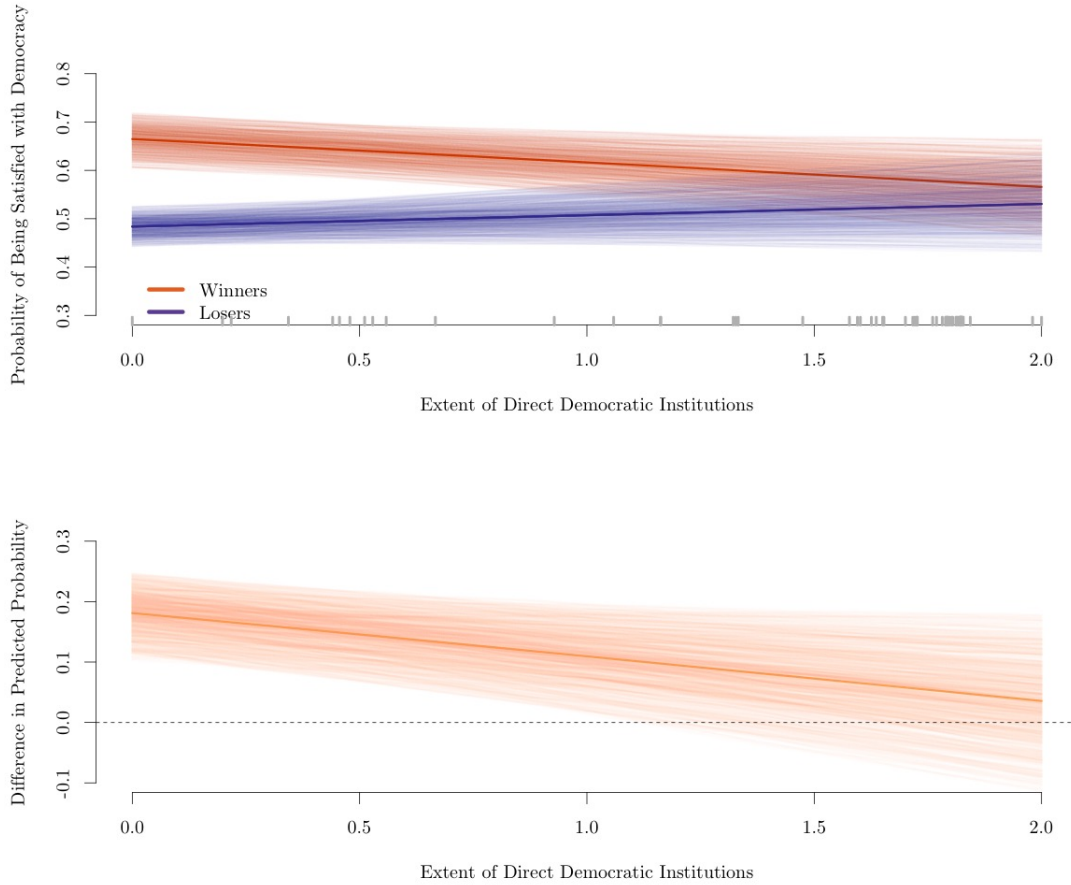 Probability of Being Satisfied with Democracy
0.8
0.7
0.6
0.5
0.4
0.3
Winners
Losers
0.0 0.5 1.0 1.5 2.0
Extent of Direct Democratic Institutions
Difference in Predicted Probability
0.3
0.2
0.1
0.0
-0.1
0.0 0.5 1.0 1.5 2.0
Extent of Direct Democratic Institutions